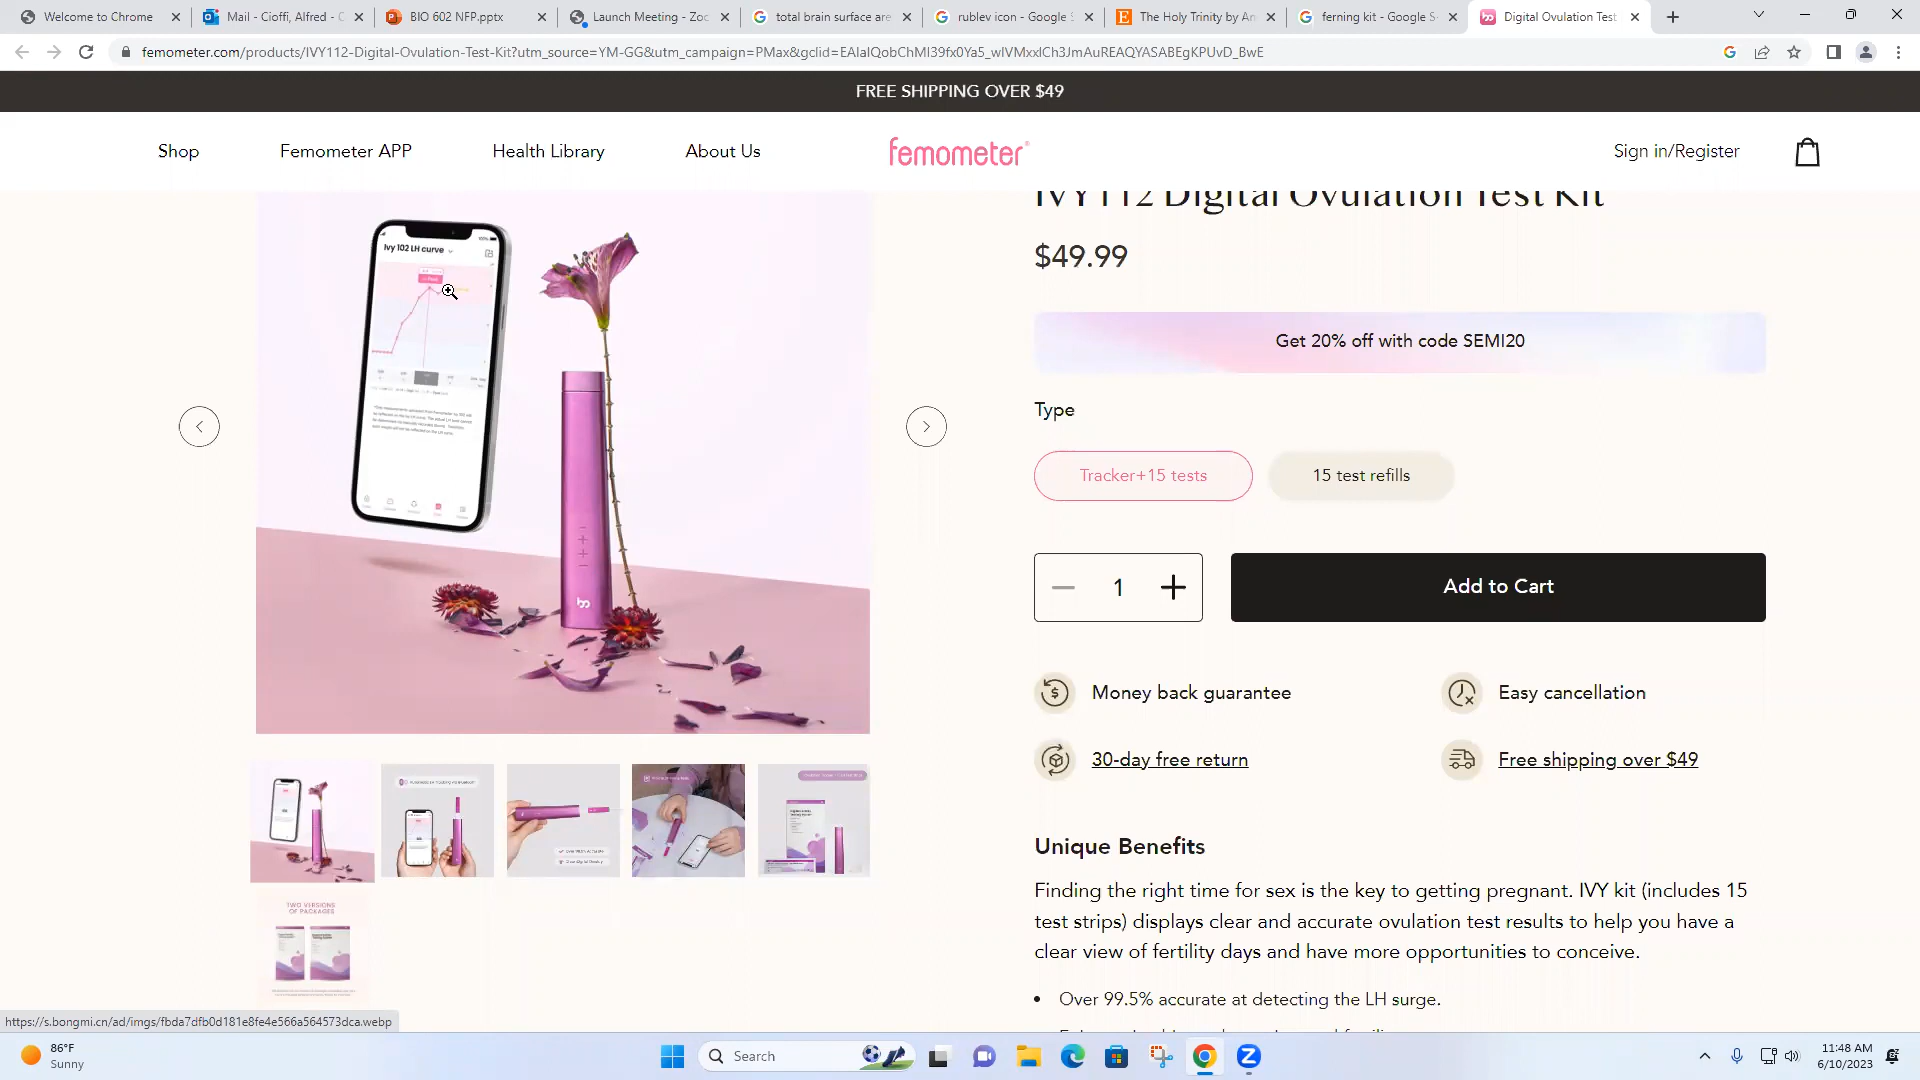 Welcome to Chrome
Mail - Cioffi, Alfred - C
BIO 602 NFP.pptx
Launch Meeting - Zoo
total brain surface are
rublev icon - Google S
The Holy Trinity by An
ferning kit - Google S
Digital Ovulation Test
femometer.com/products/IVY112-Digital-Ovulation-Test-Kit?utm_source=YM-GG&utm_campaign=PMax&gclid=EAIaIQobChMI39fx0Ya5_wIVMxxlCh3JmAuREAQYASABEgKPUvD_BwE
FREE SHIPPING OVER $49
Shop
Femometer APP
Health Library
About Us
femometer
Sign in/Register
IVY112 Digital Ovulation Test Kit
$49.99
Get 20% off with code SEMI20
Type
Tracker+15 tests
15 test refills
1
Add to Cart
Money back guarantee
Easy cancellation
30-day free return
Free shipping over $49
Unique Benefits
Finding the right time for sex is the key to getting pregnant. IVY kit (includes 15
test strips) displays clear and accurate ovulation test results to help you have a
clear view of fertility days and have more opportunities to conceive.
• Over 99.5% accurate at detecting the LH surge.
Ivy 102 LH curve
TWO VERSIONS
OF PACKAGES
https://s.bongmi.cn/ad/imgs/fbda7dfb0d181e8fe4e566a564573dca.webp
86°F
Sunny
Search
11:48 AM
6/10/2023